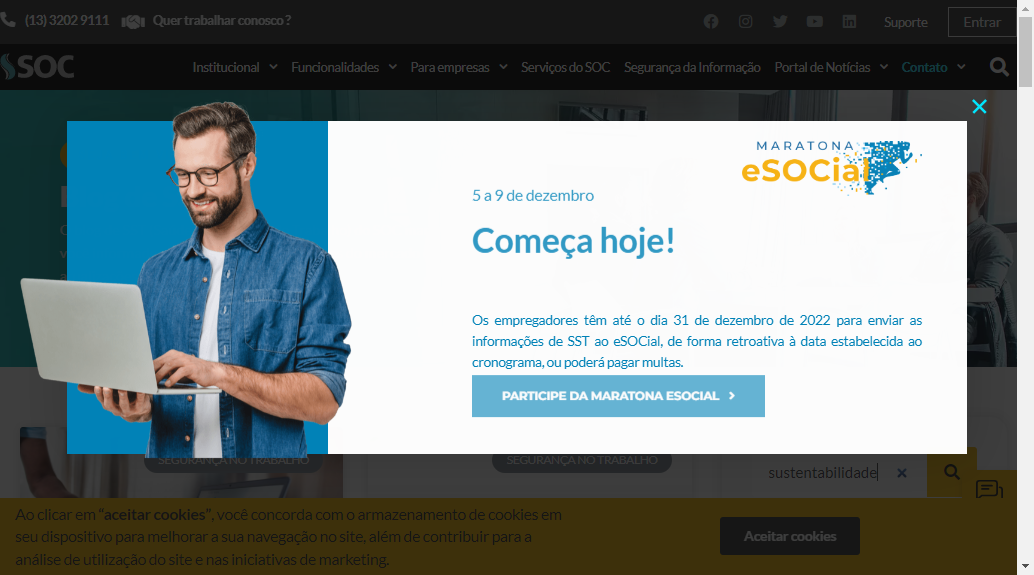 (13) 3202 9111 Quer trabalhar conosco ? Suporte Entrar
SOC Institucional Funcionalidades Para empresas Serviços do SOC Segurança da Informação Portal de Notícias Contato
MARATONA
eSOCial
5 a 9 de dezembro
Começa hoje!
Os empregadores têm até o dia 31 de dezembro de 2022 para enviar as
informações de SST ao eSOCial, de forma retroativa à data estabelecida ao
cronograma, ou poderá pagar multas.
PARTICIPE DA MARATONA ESOCIAL
SEGURANÇA NO TRABALHO SEGURANÇA NO TRABALHO
sustentabilidade
Ao clicar em “aceitar cookies”, você concorda com o armazenamento de cookies em
seu dispositivo para melhorar a sua navegação no site, além de contribuir para a
análise de utilização do site e nas iniciativas de marketing.
Aceitar cookies